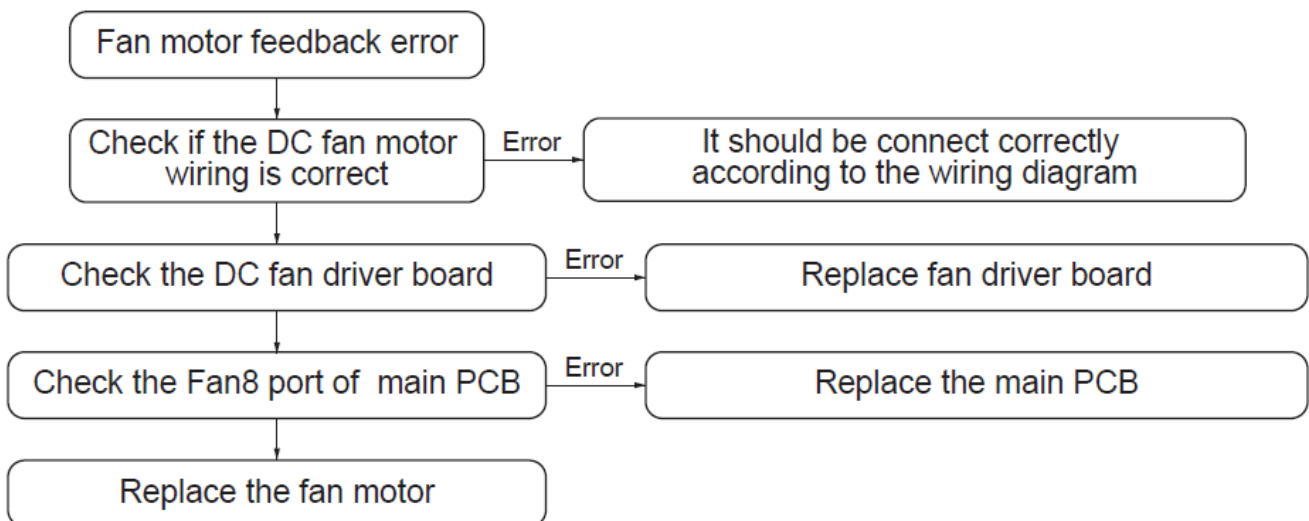 Fan motor feedback error
Check if the DC fan motor
wiring is correct
Error
It should be connect correctly
according to the wiring diagram
Check the DC fan driver board
Error
Replace fan driver board
Check the Fan8 port of main PCB
Error
Replace the main PCB
Replace the fan motor